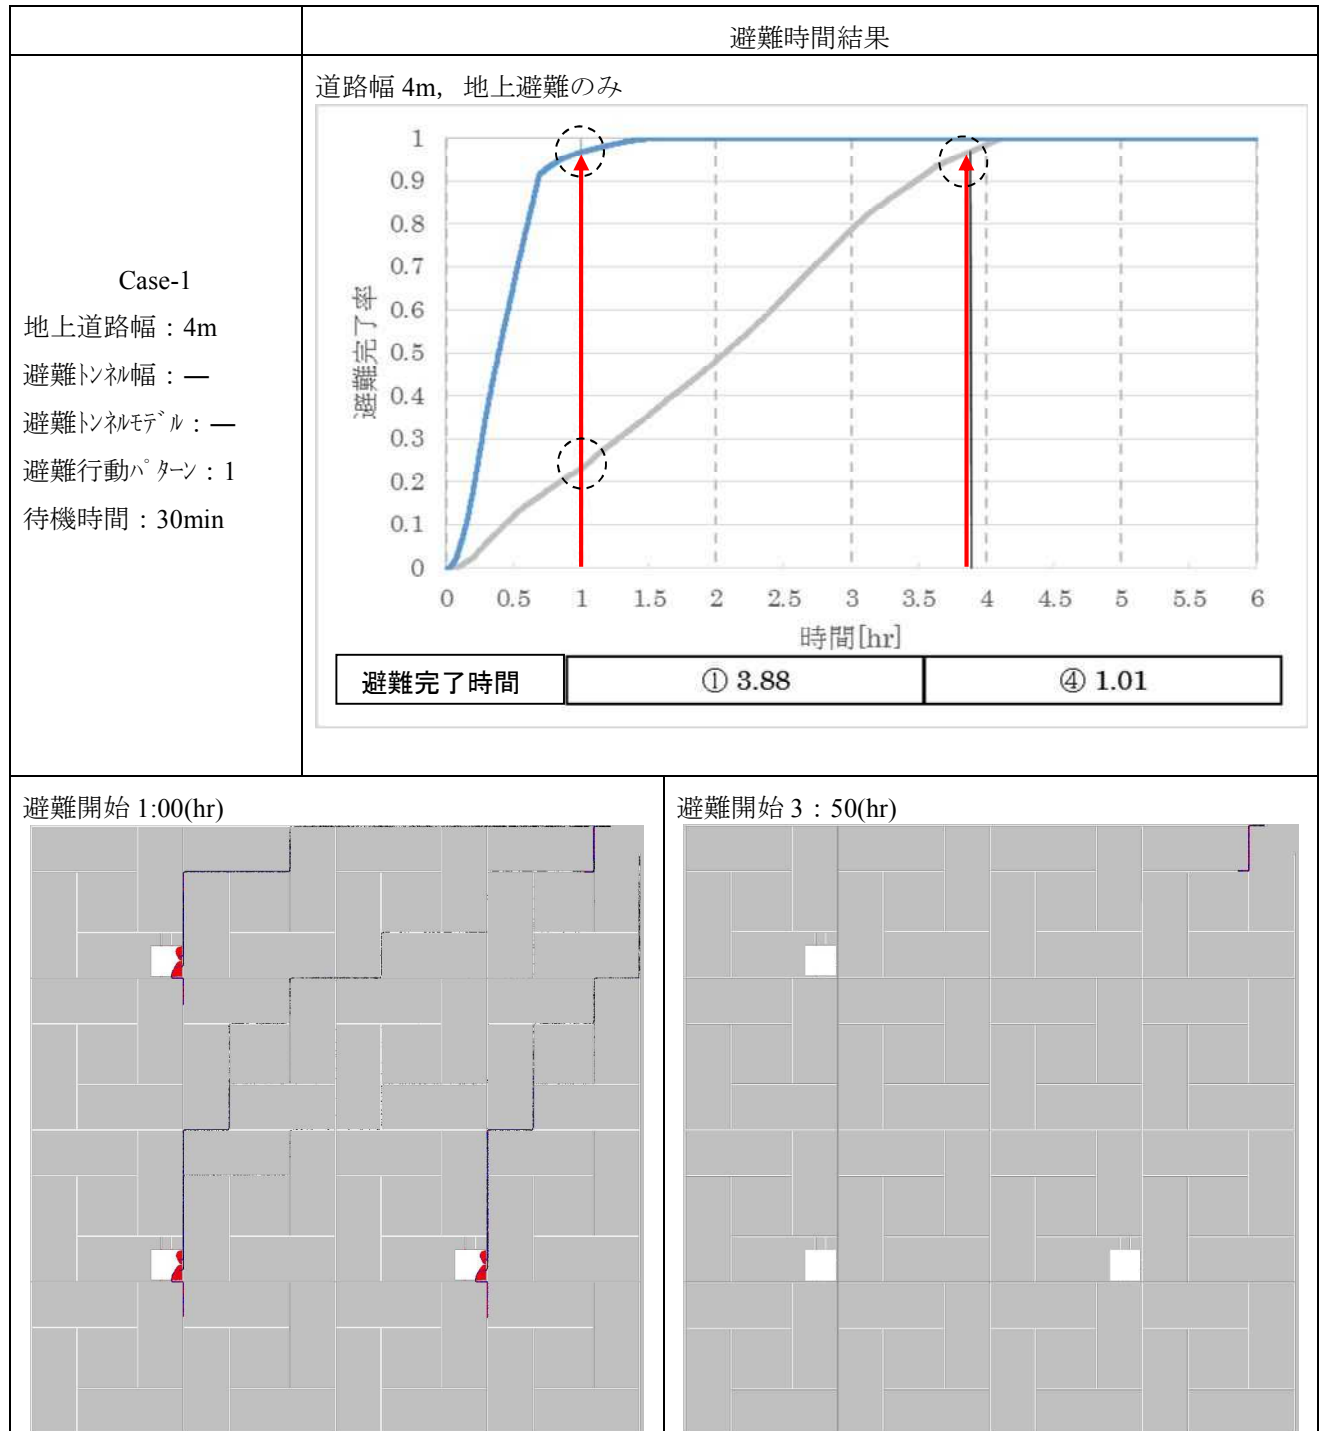 避難時間結果
Case-1
地上道路幅：4m
避難ﾄﾝﾈﾙ幅：―
避難ﾄﾝﾈﾙﾓﾃﾞﾙ：―
避難行動ﾊﾟﾀｰﾝ：1
待機時間：30min
道路幅 4m，地上避難のみ
避難完了率
1
0.9
0.8
0.7
0.6
0.5
0.4
0.3
0.2
0.1
0
0 0.5 1 1.5 2 2.5 3 3.5 4 4.5 5 5.5 6
時間[hr]
避難完了時間 ① 3.88 ④ 1.01
避難開始 1:00(hr)
避難開始 3：50(hr)